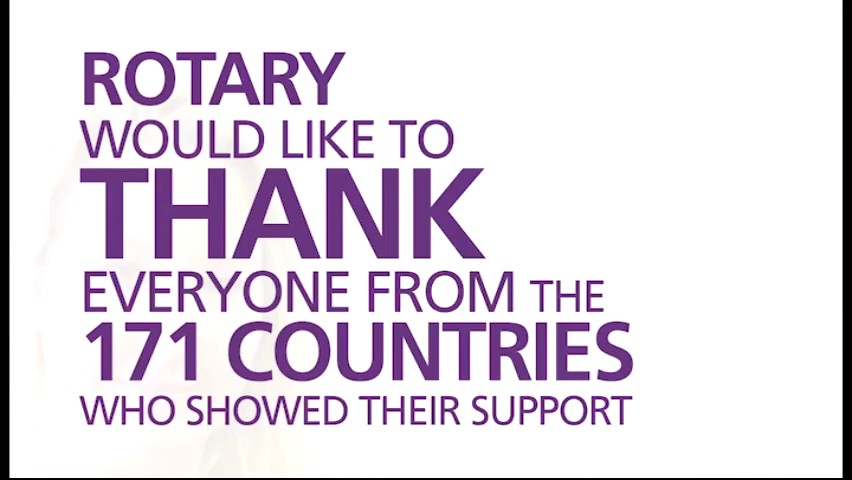 ROTARY
WOULD LIKE TO
THANK
EVERYONE FROM THE
171 COUNTRIES
WHO SHOWED THEIR SUPPORT